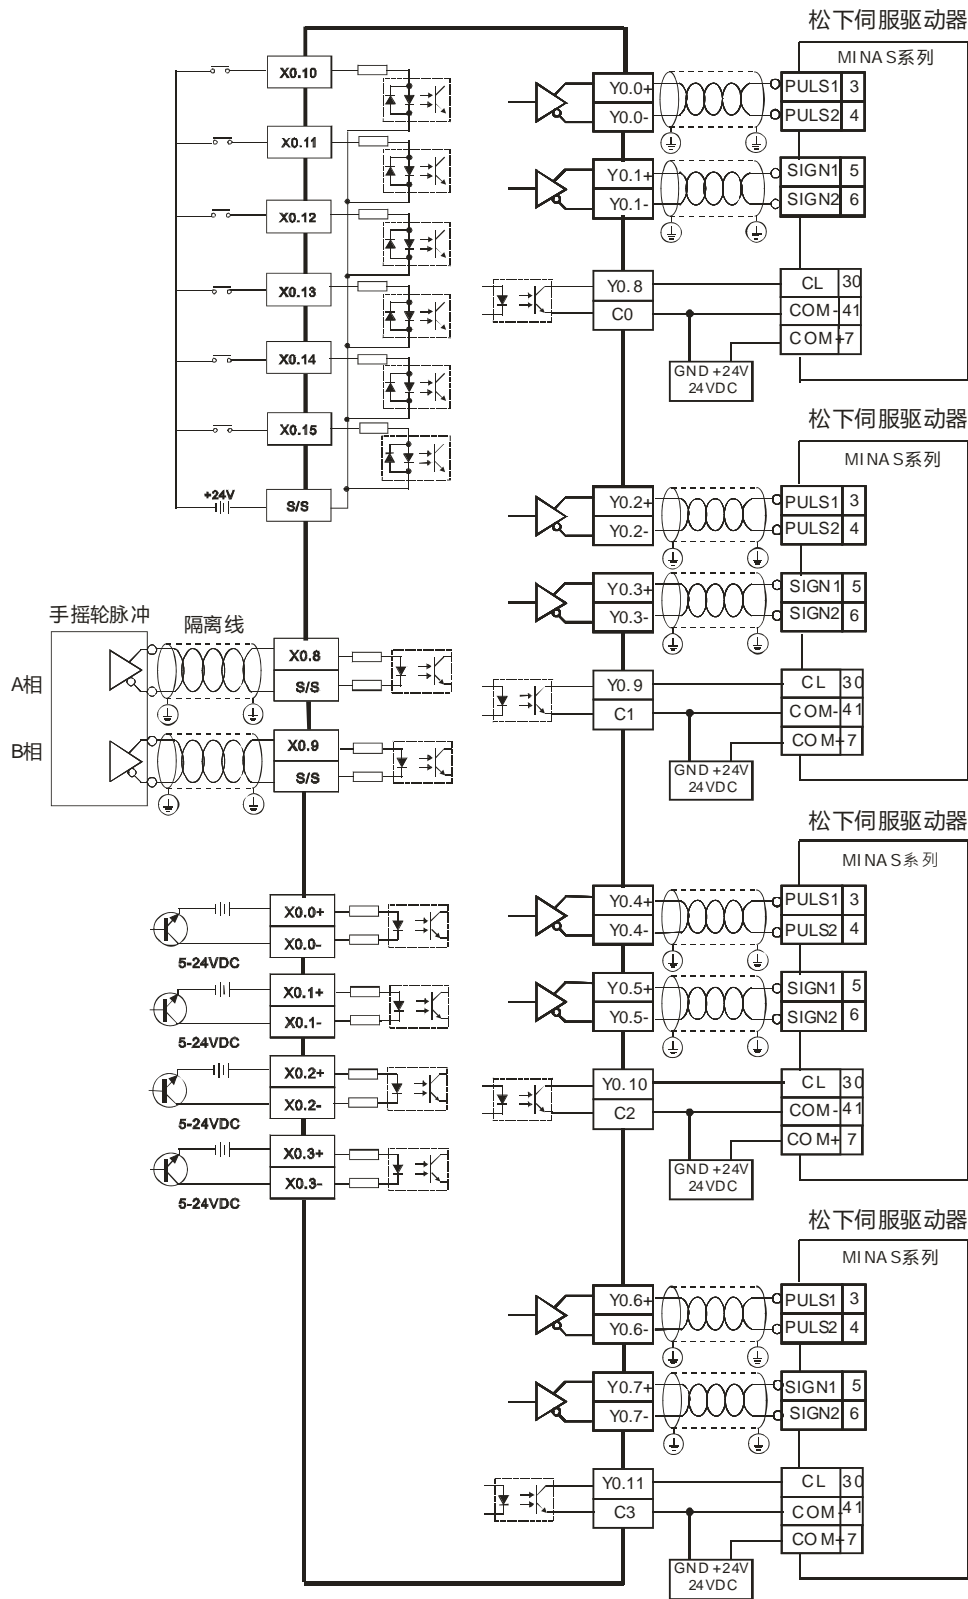 X0.10
X0.11
X0.12
X0.13
X0.14
X0.15
+24V
S/S
手摇轮脉冲
隔离线
A相
X0.8
S/S
B相
X0.9
S/S
X0.0+
X0.0-
5-24VDC
X0.1+
X0.1-
5-24VDC
X0.2+
X0.2-
5-24VDC
X0.3+
X0.3-
5-24VDC
松下伺服驱动器
MINAS系列
Y0.0+
PULS1 3
Y0.0-
PULS2 4
Y0.1+
SIGN1 5
Y0.1-
SIGN2 6
Y0.8
CL 30
C0
COM- 41
COM+ 7
GND +24V
24VDC
松下伺服驱动器
MINAS系列
Y0.2+
PULS1 3
Y0.2-
PULS2 4
Y0.3+
SIGN1 5
Y0.3-
SIGN2 6
Y0.9
CL 30
C1
COM- 41
COM+ 7
GND +24V
24VDC
松下伺服驱动器
MINAS系列
Y0.4+
PULS1 3
Y0.4-
PULS2 4
Y0.5+
SIGN1 5
Y0.5-
SIGN2 6
Y0.10
CL 30
C2
COM- 41
COM+ 7
GND +24V
24VDC
松下伺服驱动器
MINAS系列
Y0.6+
PULS1 3
Y0.6-
PULS2 4
Y0.7+
SIGN1 5
Y0.7-
SIGN2 6
Y0.11
CL 30
C3
COM- 41
COM+ 7
GND +24V
24VDC